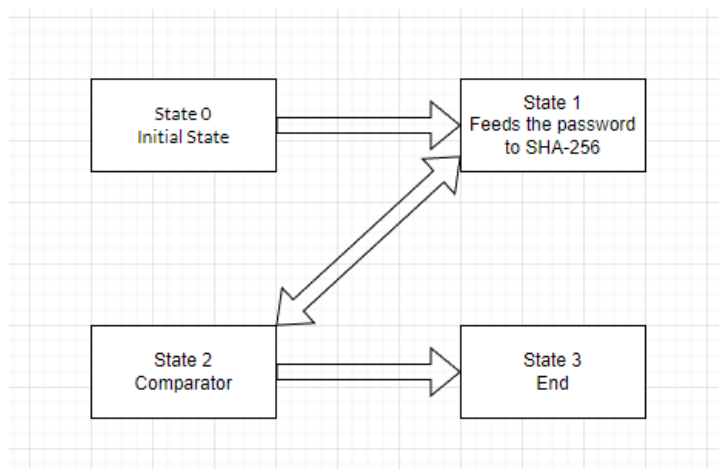 State 0
Initial State
State 1
Feeds the password
to SHA-256
State 2
Comparator
State 3
End